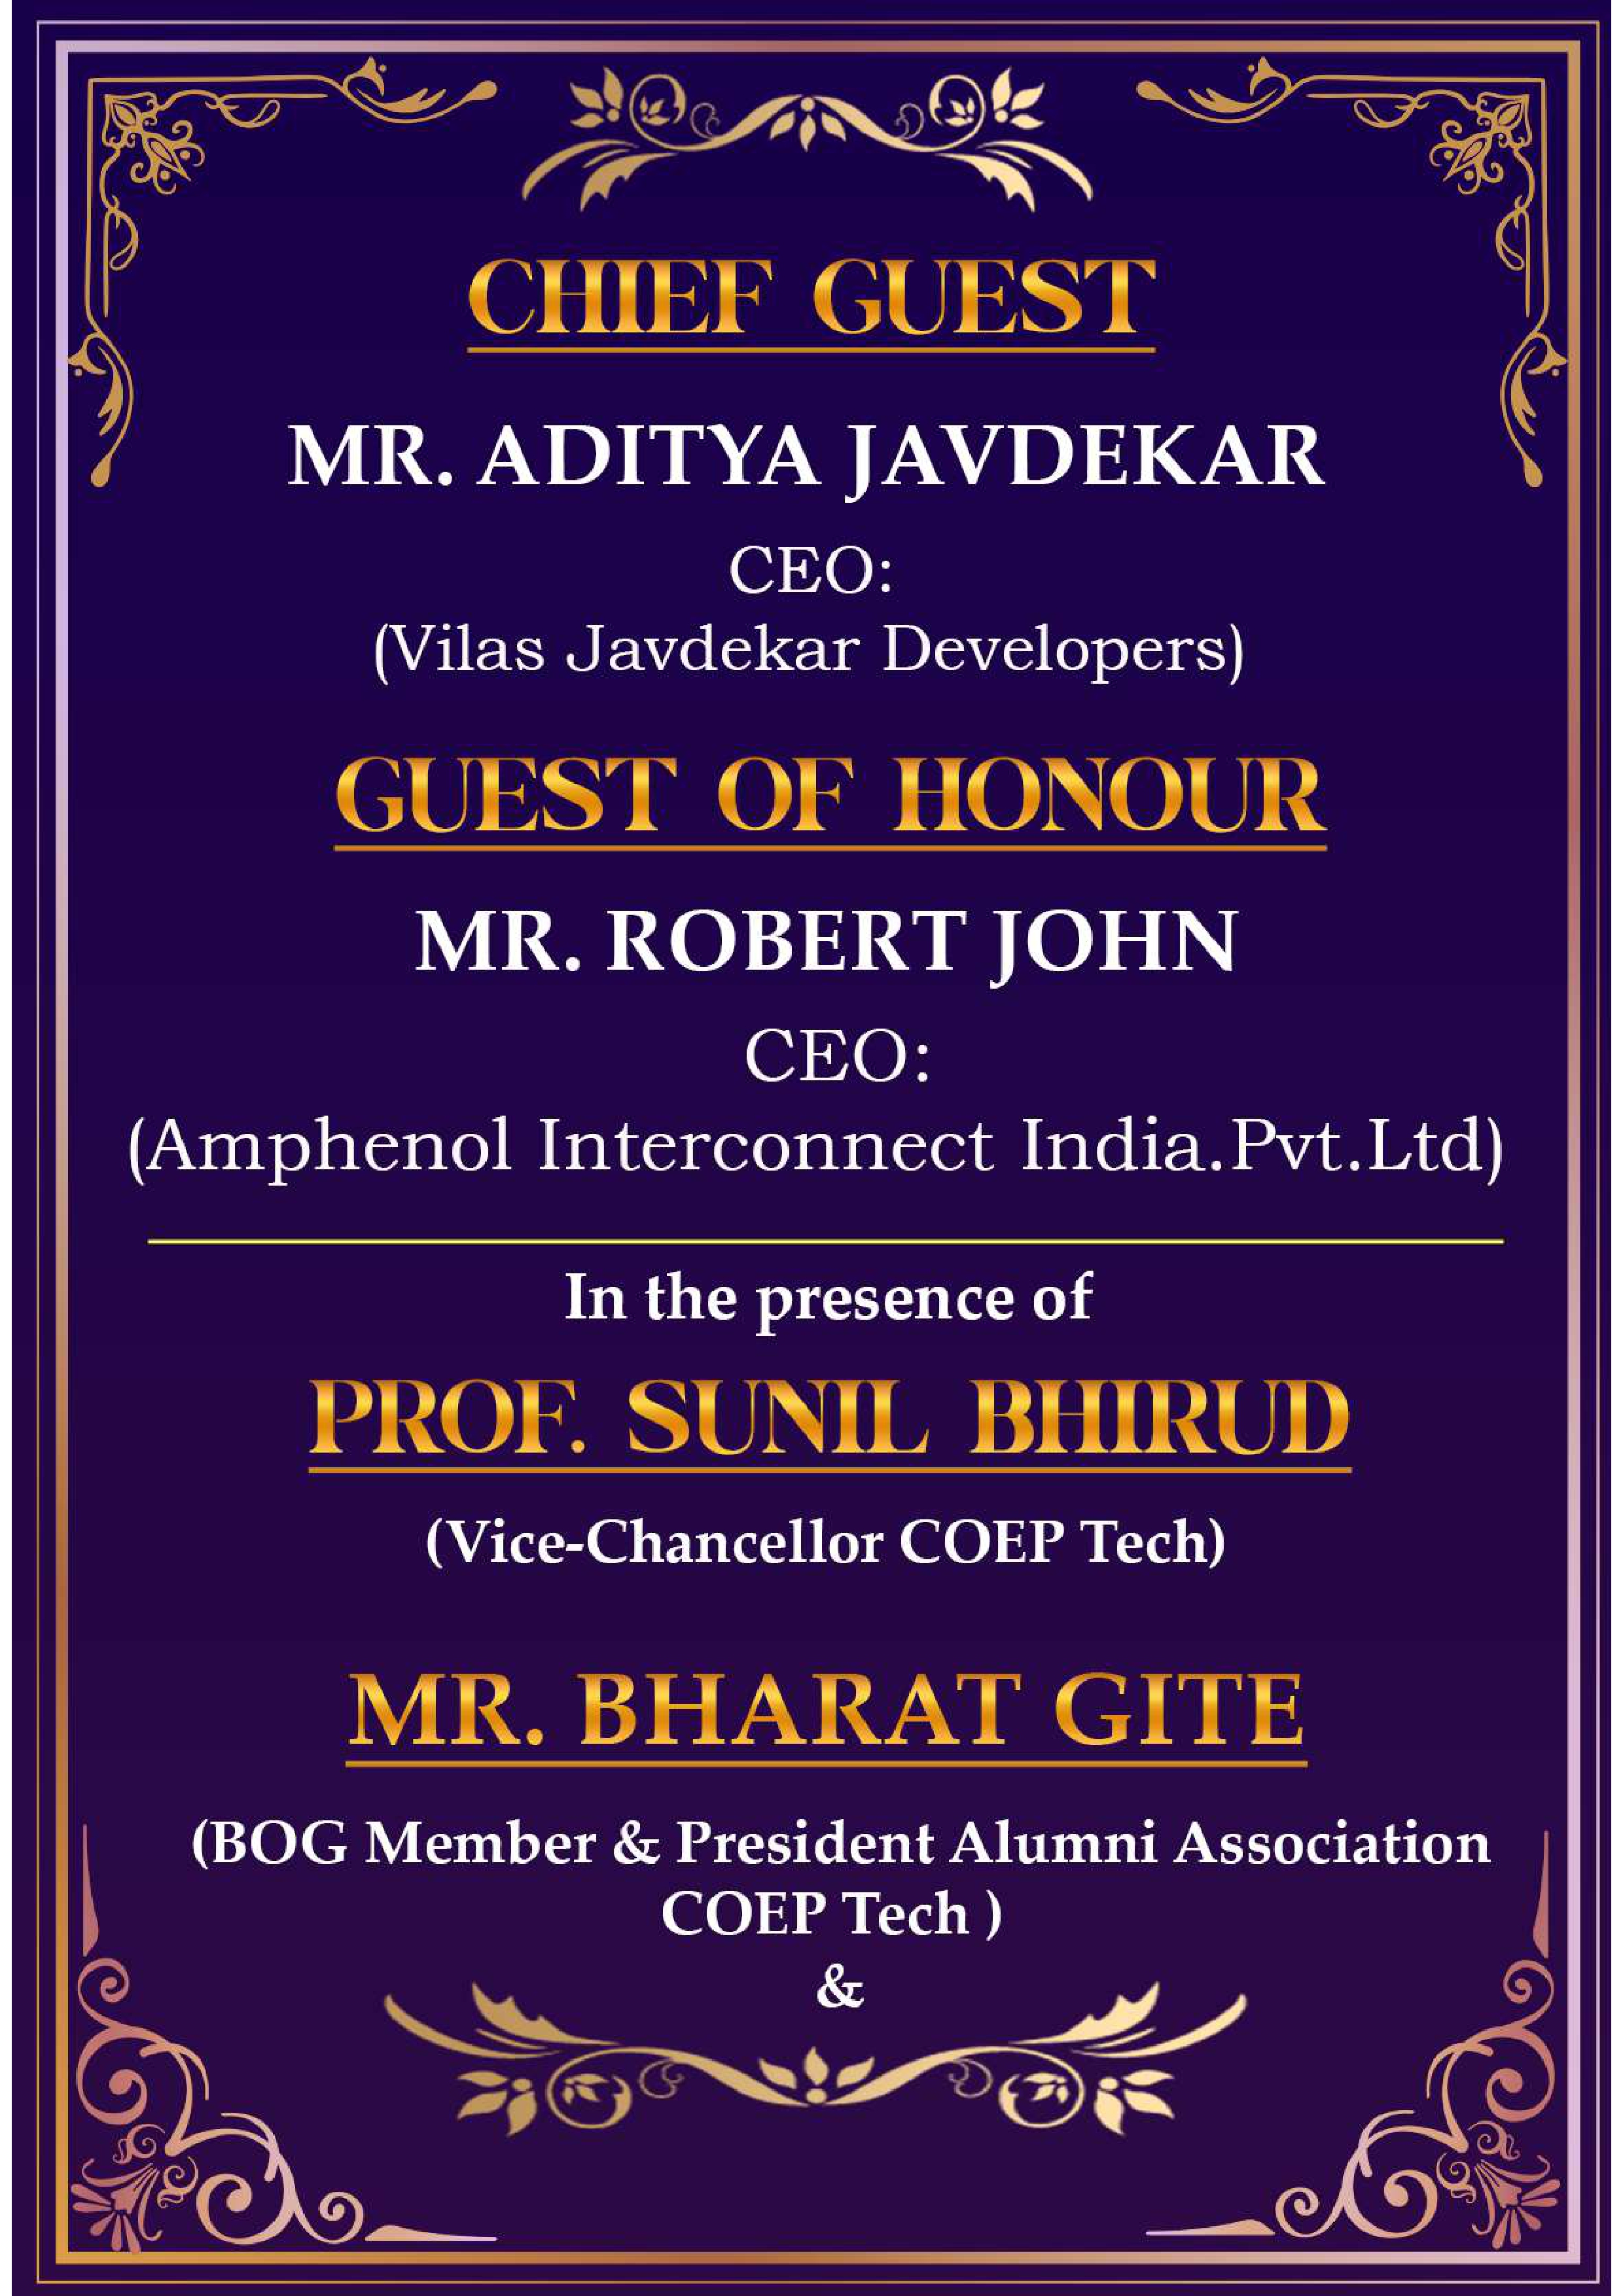 CHIEF GUEST
MR. ADITYA JAVDEKAR
CEO:
(Vilas Javdekar Developers)
GUEST OF HONOUR
MR. ROBERT JOHN
CEO:
(Amphenol Interconnect India.Pvt.Ltd)
In the presence of
PROF. SUNIL BHIRUD
(Vice-Chancellor COEP Tech)
MR. BHARAT GITE
(BOG Member & President Alumni Association
COEP Tech )
&